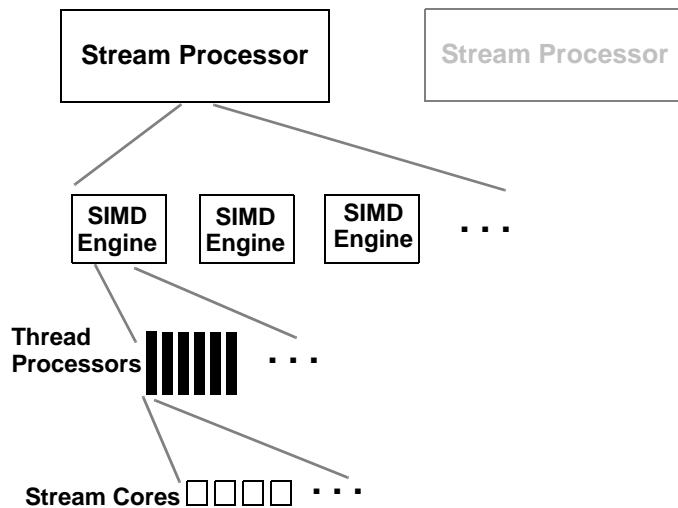 Stream Processor
Stream Processor
SIMD
Engine
SIMD
Engine
SIMD
Engine
. . .
Thread
Processors
. . .
Stream Cores
. . .